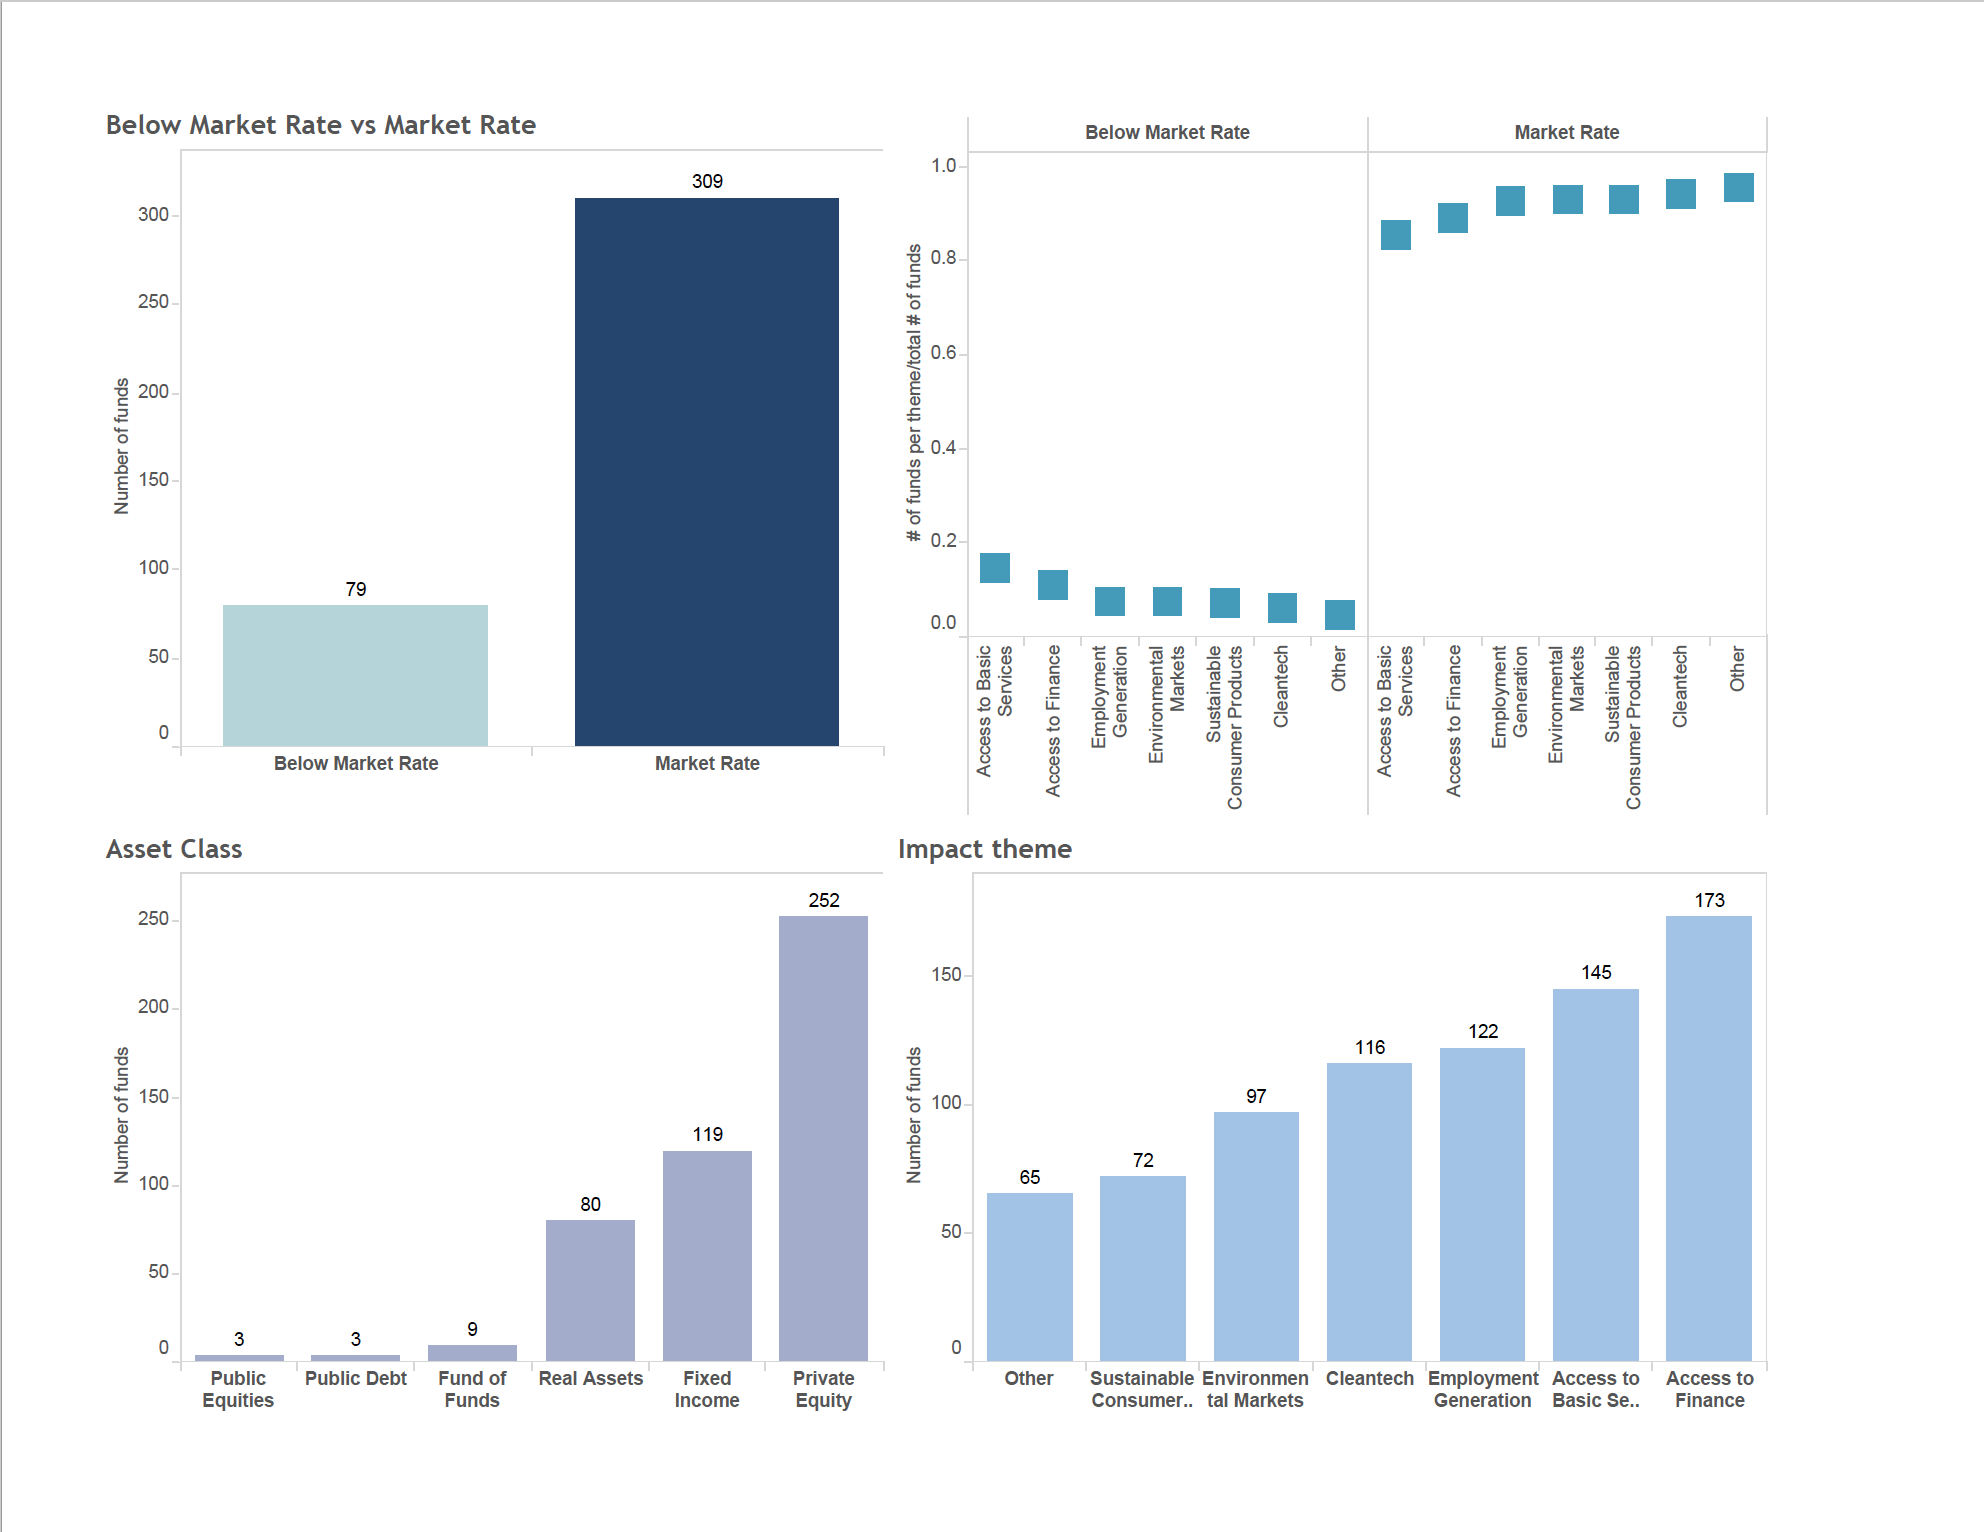 Below Market Rate vs Market Rate
Number of funds
300
250
200
150
100
50
0
79
309
Below Market Rate
Market Rate
Below Market Rate
Market Rate
# of funds per theme/total # of funds
1.0
0.8
0.6
0.4
0.2
0.0
Access to Basic
Services
Access to Finance
Employment
Generation
Environmental
Markets
Sustainable
Consumer Products
Cleantech
Other
Access to Basic
Services
Access to Finance
Employment
Generation
Environmental
Markets
Sustainable
Consumer Products
Cleantech
Other
Asset Class
Number of funds
250
200
150
100
50
0
3
3
9
80
119
252
Public
Equities
Public Debt
Fund of
Funds
Real Assets
Fixed
Income
Private
Equity
Impact theme
Number of funds
150
100
50
0
65
72
97
116
122
145
173
Other
Sustainable
Consumer..
Environmen
tal Markets
Cleantech
Employment
Generation
Access to
Basic Se..
Access to
Finance